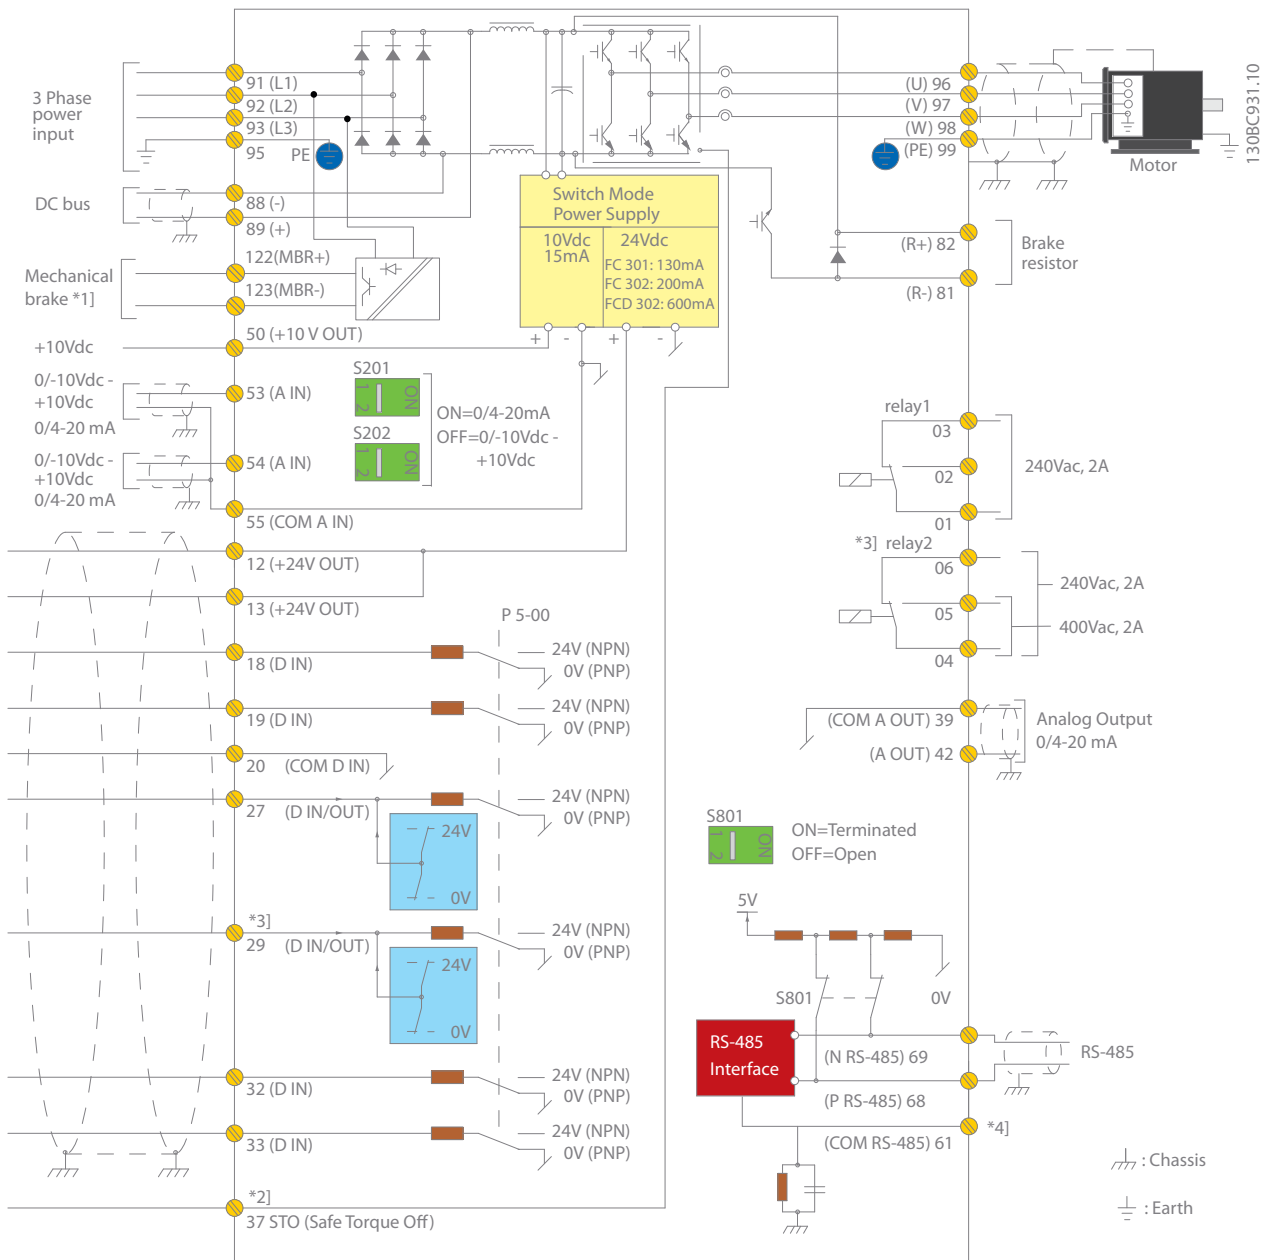 3 Phase
power
input
91 (L1)
92 (L2)
93 (L3)
95
PE
DC bus
88 (-)
89 (+)
Mechanical
brake *1]
122(MBR+)
123(MBR-)
+10Vdc
50 (+10 V OUT)
0/-10Vdc -
+10Vdc
0/4-20 mA
53 (A IN)
0/-10Vdc -
+10Vdc
0/4-20 mA
54 (A IN)
55 (COM A IN)
12 (+24V OUT)
13 (+24V OUT)
18 (D IN)
19 (D IN)
20 (COM D IN)
27 (D IN/OUT)
24V
0V
*3]
29 (D IN/OUT)
24V
0V
32 (D IN)
33 (D IN)
*2]
37 STO (Safe Torque Off)
S201
1
2
ON
S202
1
2
ON
ON=0/4-20mA
OFF=0/-10Vdc -
+10Vdc
Switch Mode
Power Supply
10Vdc
15mA
24Vdc
FC 301: 130mA
FC 302: 200mA
FCD 302: 600mA
+ - + -
P 5-00
24V (NPN)
0V (PNP)
24V (NPN)
0V (PNP)
24V (NPN)
0V (PNP)
24V (NPN)
0V (PNP)
24V (NPN)
0V (PNP)
24V (NPN)
0V (PNP)
(U) 96
(V) 97
(W) 98
(PE) 99
Motor
130BC931.10
(R+) 82
(R-) 81
Brake
resistor
relay1
03
02
01
240Vac, 2A
*3] relay2
06
05
04
240Vac, 2A
400Vac, 2A
(COM A OUT) 39
(A OUT) 42
Analog Output
0/4-20 mA
S801
1
2
ON
ON=Terminated
OFF=Open
5V
S801
0V
RS-485
Interface
(N RS-485) 69
(P RS-485) 68
(COM RS-485) 61
RS-485
*4]
: Chassis
: Earth